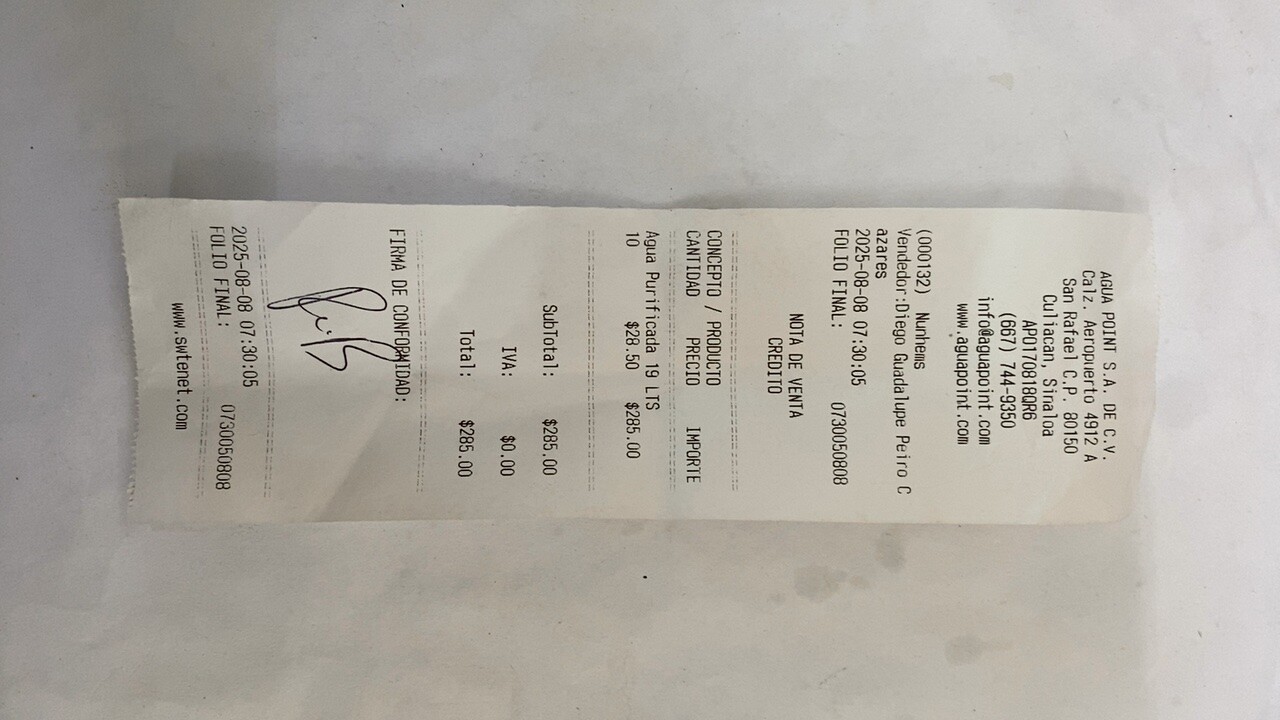 AGUA POINT S.A. DE C.V.
Calz. Aeropuerto 4912 A
San Rafael C.P. 80150
Culiacan, Sinaloa
APO170818QR6
(667) 744-9350
info@aguapoint.com
www.aguapoint.com
(000132) Nunhems
Vendedor:Diego Guadalupe Peiro C
azares
2025-08-08 07:30:05
FOLIO FINAL: 0730050808
NOTA DE VENTA
CREDITO
CONCEPTO / PRODUCTO
CANTIDAD PRECIO IMPORTE
Agua Purificada 19 LTS
10 $28.50 $285.00
SubTotal: $285.00
IVA: $0.00
Total: $285.00
FIRMA DE CONFORMIDAD:
2025-08-08 07:30:05
FOLIO FINAL: 0730050808
www.swtenet.com